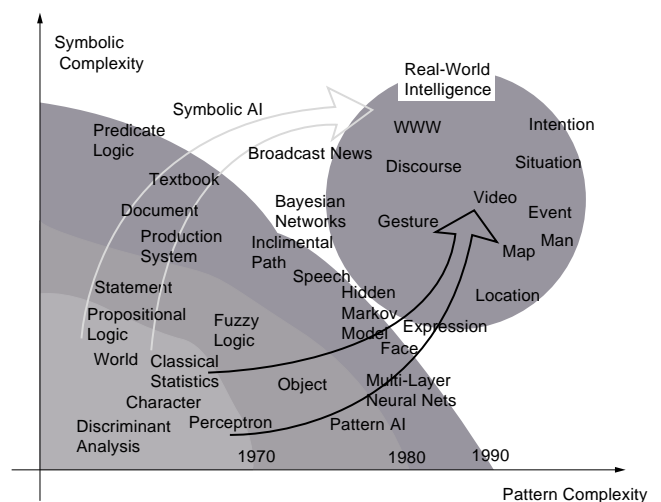 Symbolic
Complexity
Real-World
Intelligence
Symbolic AI
WWW
Intention
Predicate
Logic
Broadcast News
Discourse
Situation
Textbook
Video
Document
Bayesian
Networks
Gesture
Event
Production
System
Inclimental
Path
Map
Man
Speech
Statement
Hidden
Markov
Model
Location
Propositional
Logic
Fuzzy
Logic
Expression
Face
World
Classical
Statistics
Object
Multi-Layer
Neural Nets
Character
Discriminant
Analysis
Perceptron
Pattern AI
1970
1980
1990
Pattern Complexity